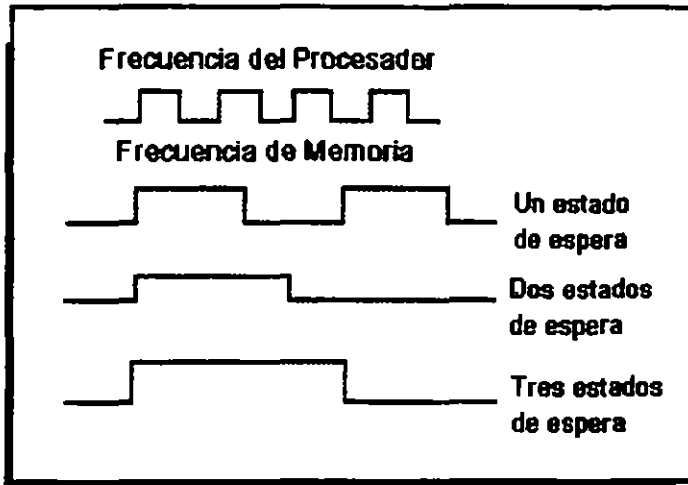 Frecuencia del Procesador
Frecuencia de Memoria
Un estado
de espera
Dos estados
de espera
Tres estados
de espera